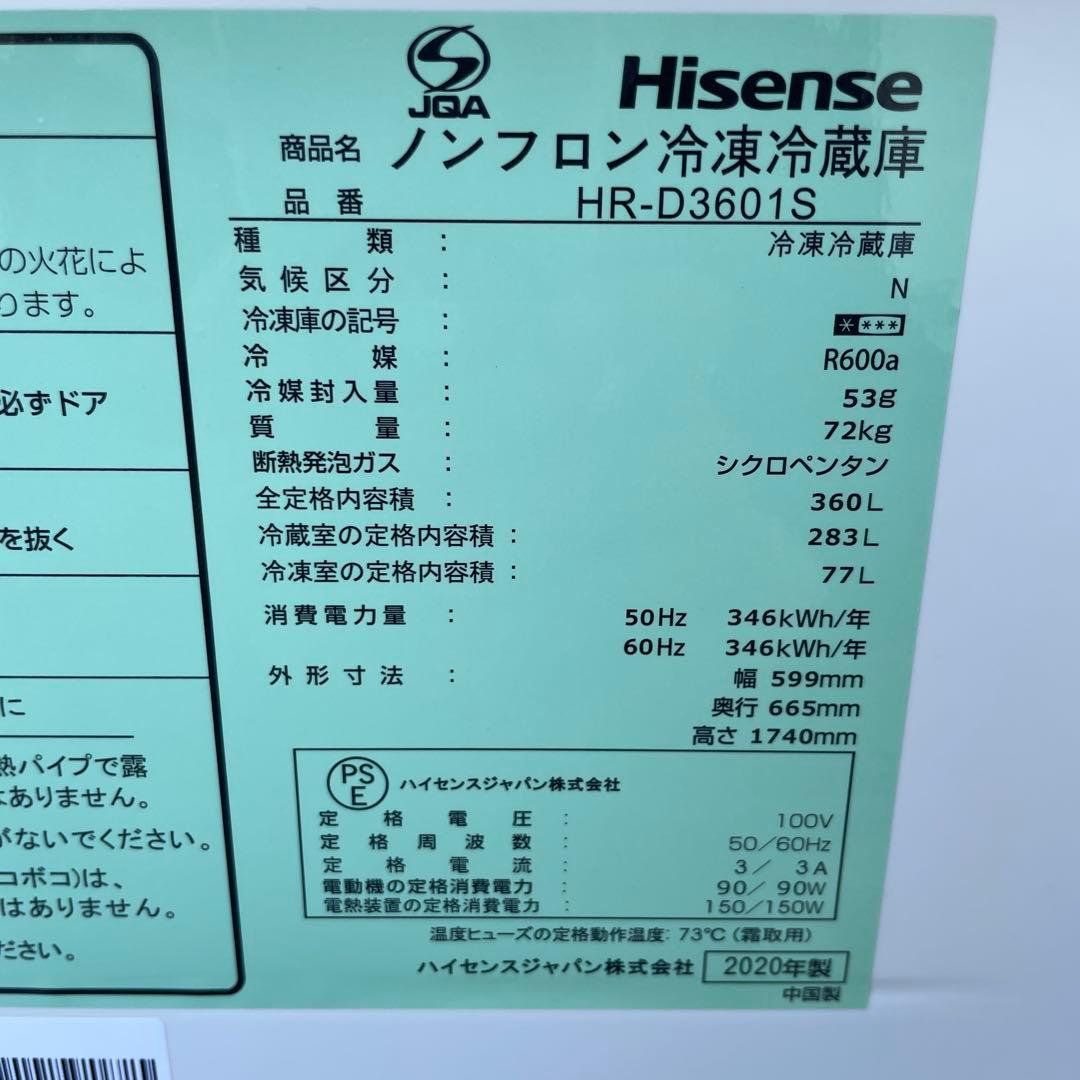 JQA
Hisense
商品名 ノンフロン冷凍冷蔵庫
品番 HR-D3601S
種類 : 冷凍冷蔵庫
気候区分 : N
冷凍庫の記号 : * ***
冷媒 : R600a
冷媒封入量 : 53g
質量 : 72kg
断熱発泡ガス : シクロペンタン
全定格内容積 : 360L
冷蔵室の定格内容積 : 283L
冷凍室の定格内容積 : 77L
消費電力量 : 50Hz 346kWh/年
60Hz 346kWh/年
外形寸法 : 幅 599mm
奥行 665mm
高さ 1740mm
PSE ハイセンスジャパン株式会社
定格電圧 : 100V
定格周波数 : 50/60Hz
定格電流 : 3/ 3A
電動機の定格消費電力 : 90/ 90W
電熱装置の定格消費電力 : 150/150W
温度ヒューズの定格動作温度: 73℃ (霜取用)
ハイセンスジャパン株式会社 2020年製
中国製
の火花によ
ります。
必ずドア
を抜く
に
熱パイプで露
はありません。
がないでください。
コボコ)は、
はありません。
ださい。